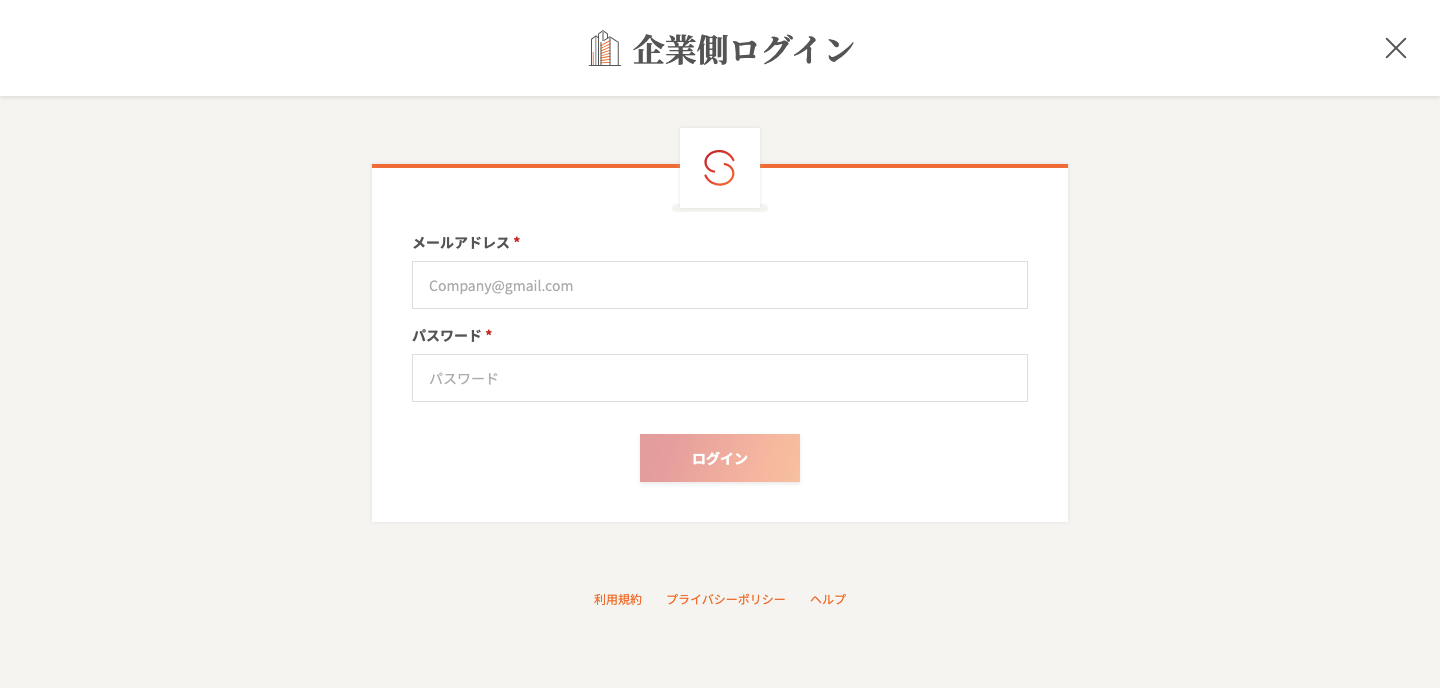 企業側ログイン
メールアドレス *
Company@gmail.com
パスワード *
パスワード
ログイン
利用規約 プライバシーポリシー ヘルプ